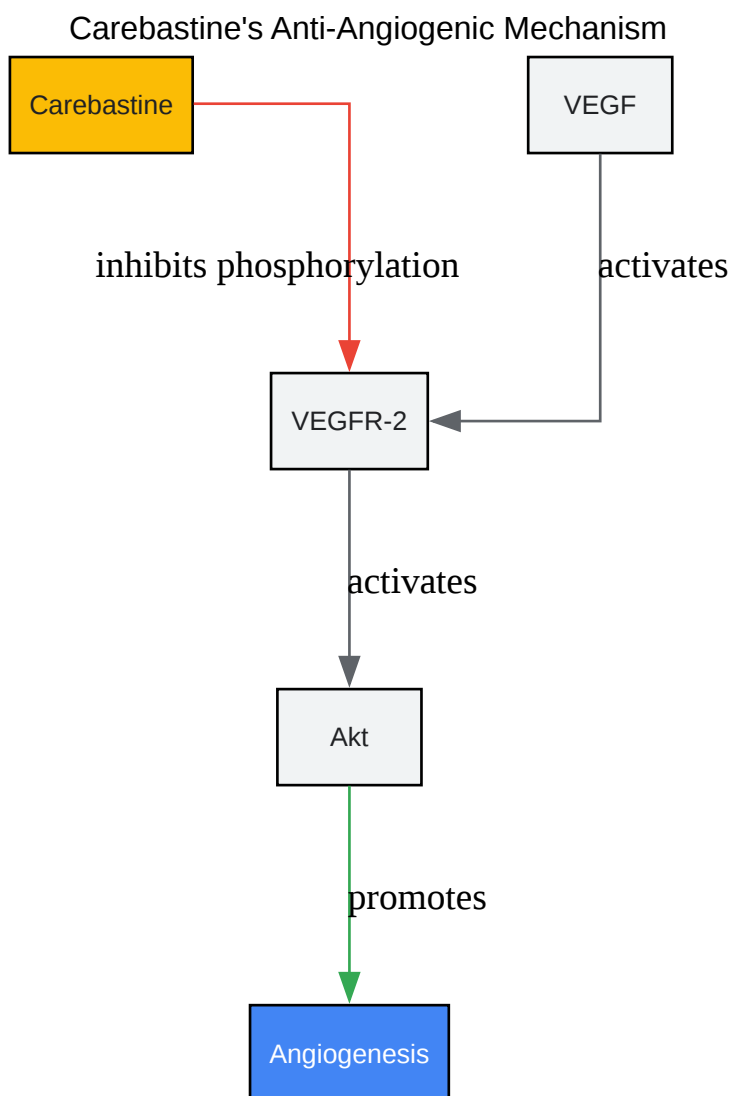 Carebastine's Anti-Angiogenic Mechanism
Carebastine
VEGF
inhibits phosphorylation
activates
VEGFR-2
activates
Akt
promotes
Angiogenesis